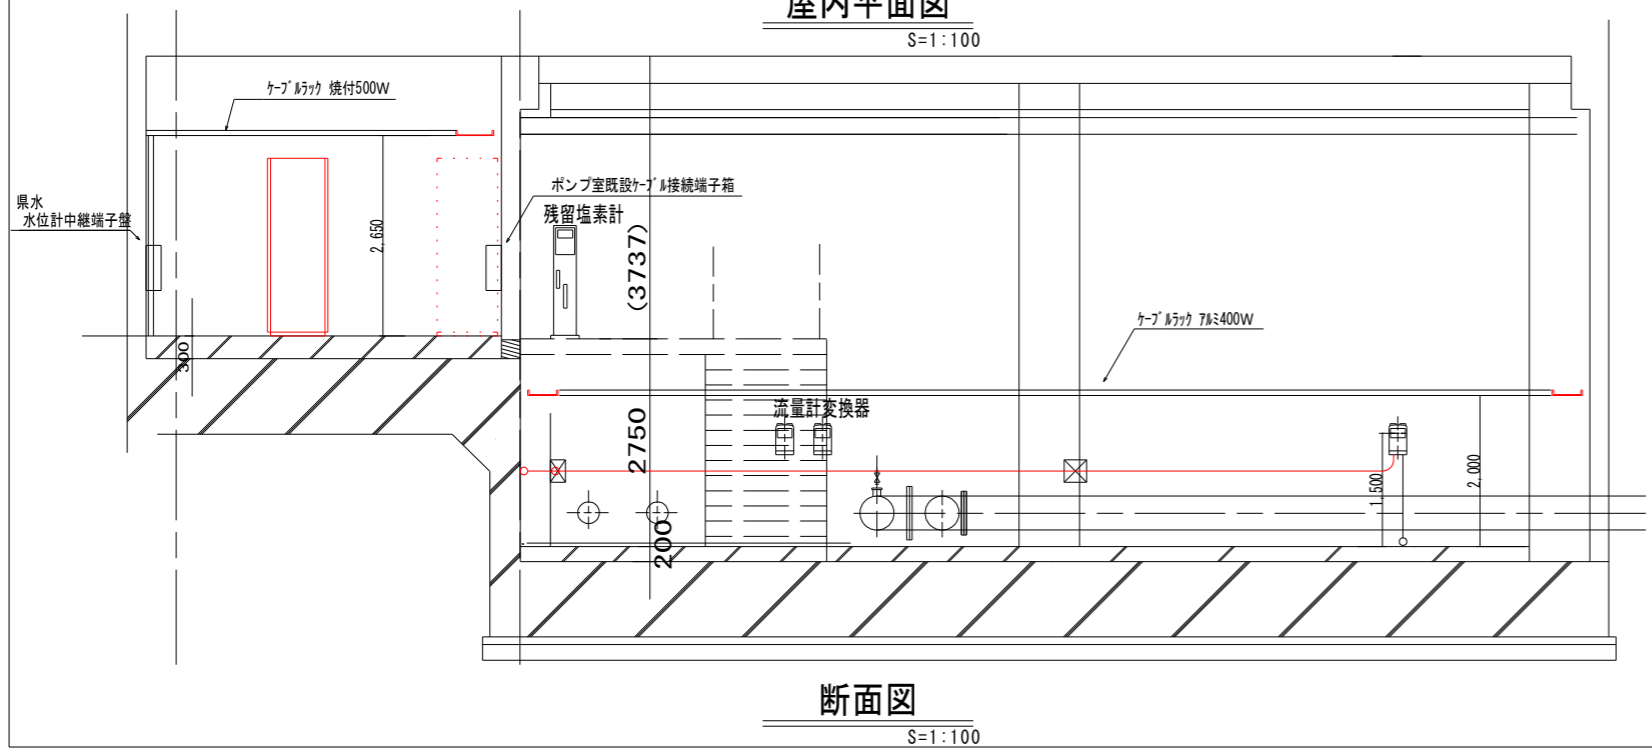 屋内平面図
S=1:100
ケーブルラック 焼付500W
ポンプ室既設ケーブル接続端子箱
県水
水位計中継端子盤
残留塩素計
2,650
(3737)
300
ケーブルラック アルミ400W
流量計変換器
2750
1,500
2,000
200
断面図
S=1:100